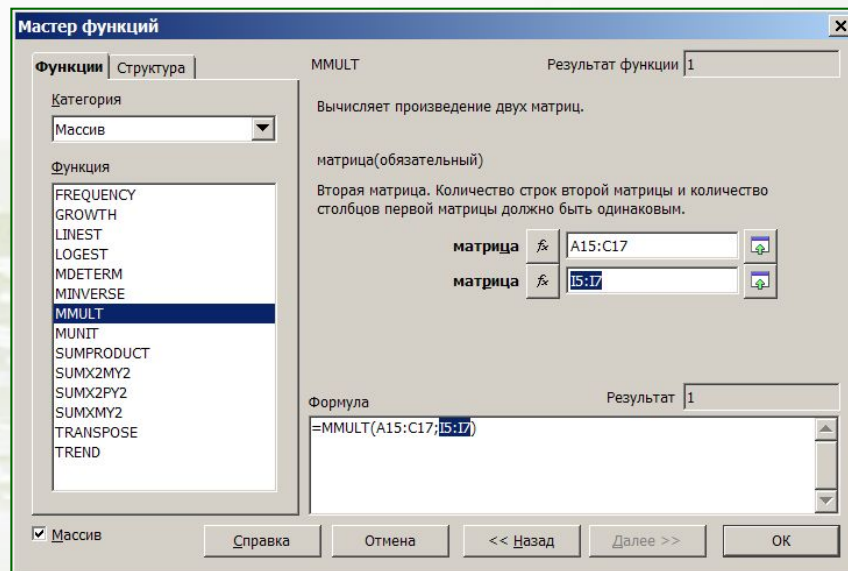 Мастер функций
Функции
Структура
MMULT
Результат функции 1
Категория
Массив
Вычисляет произведение двух матриц.
Функция
FREQUENCY
GROWTH
LINEST
LOGEST
MDETERM
MINVERSE
MMULT
MUNIT
SUMPRODUCT
SUMX2MY2
SUMX2PY2
SUMXMY2
TRANSPOSE
TREND
матрица(обязательный)
Вторая матрица. Количество строк второй матрицы и количество
столбцов первой матрицы должно быть одинаковым.
матрица fx A15:C17
матрица fx I5:I7
Формула
Результат 1
=MMULT(A15:C17;I5:I7)
Массив
Справка
Отмена
<< Назад
Далее >>
ОК